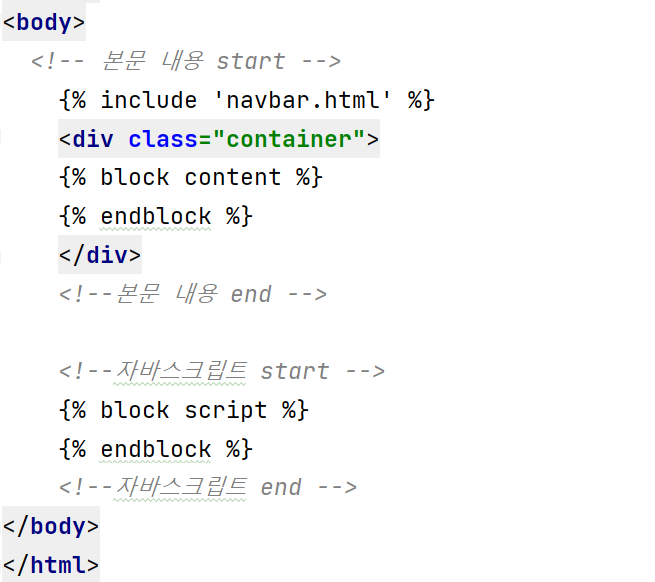 <body>
<!-- 본문 내용 start -->
{% include 'navbar.html' %}
<div class="container">
{% block content %}
{% endblock %}
</div>
<!--본문 내용 end -->
<!--자바스크립트 start -->
{% block script %}
{% endblock %}
<!--자바스크립트 end -->
</body>
</html>